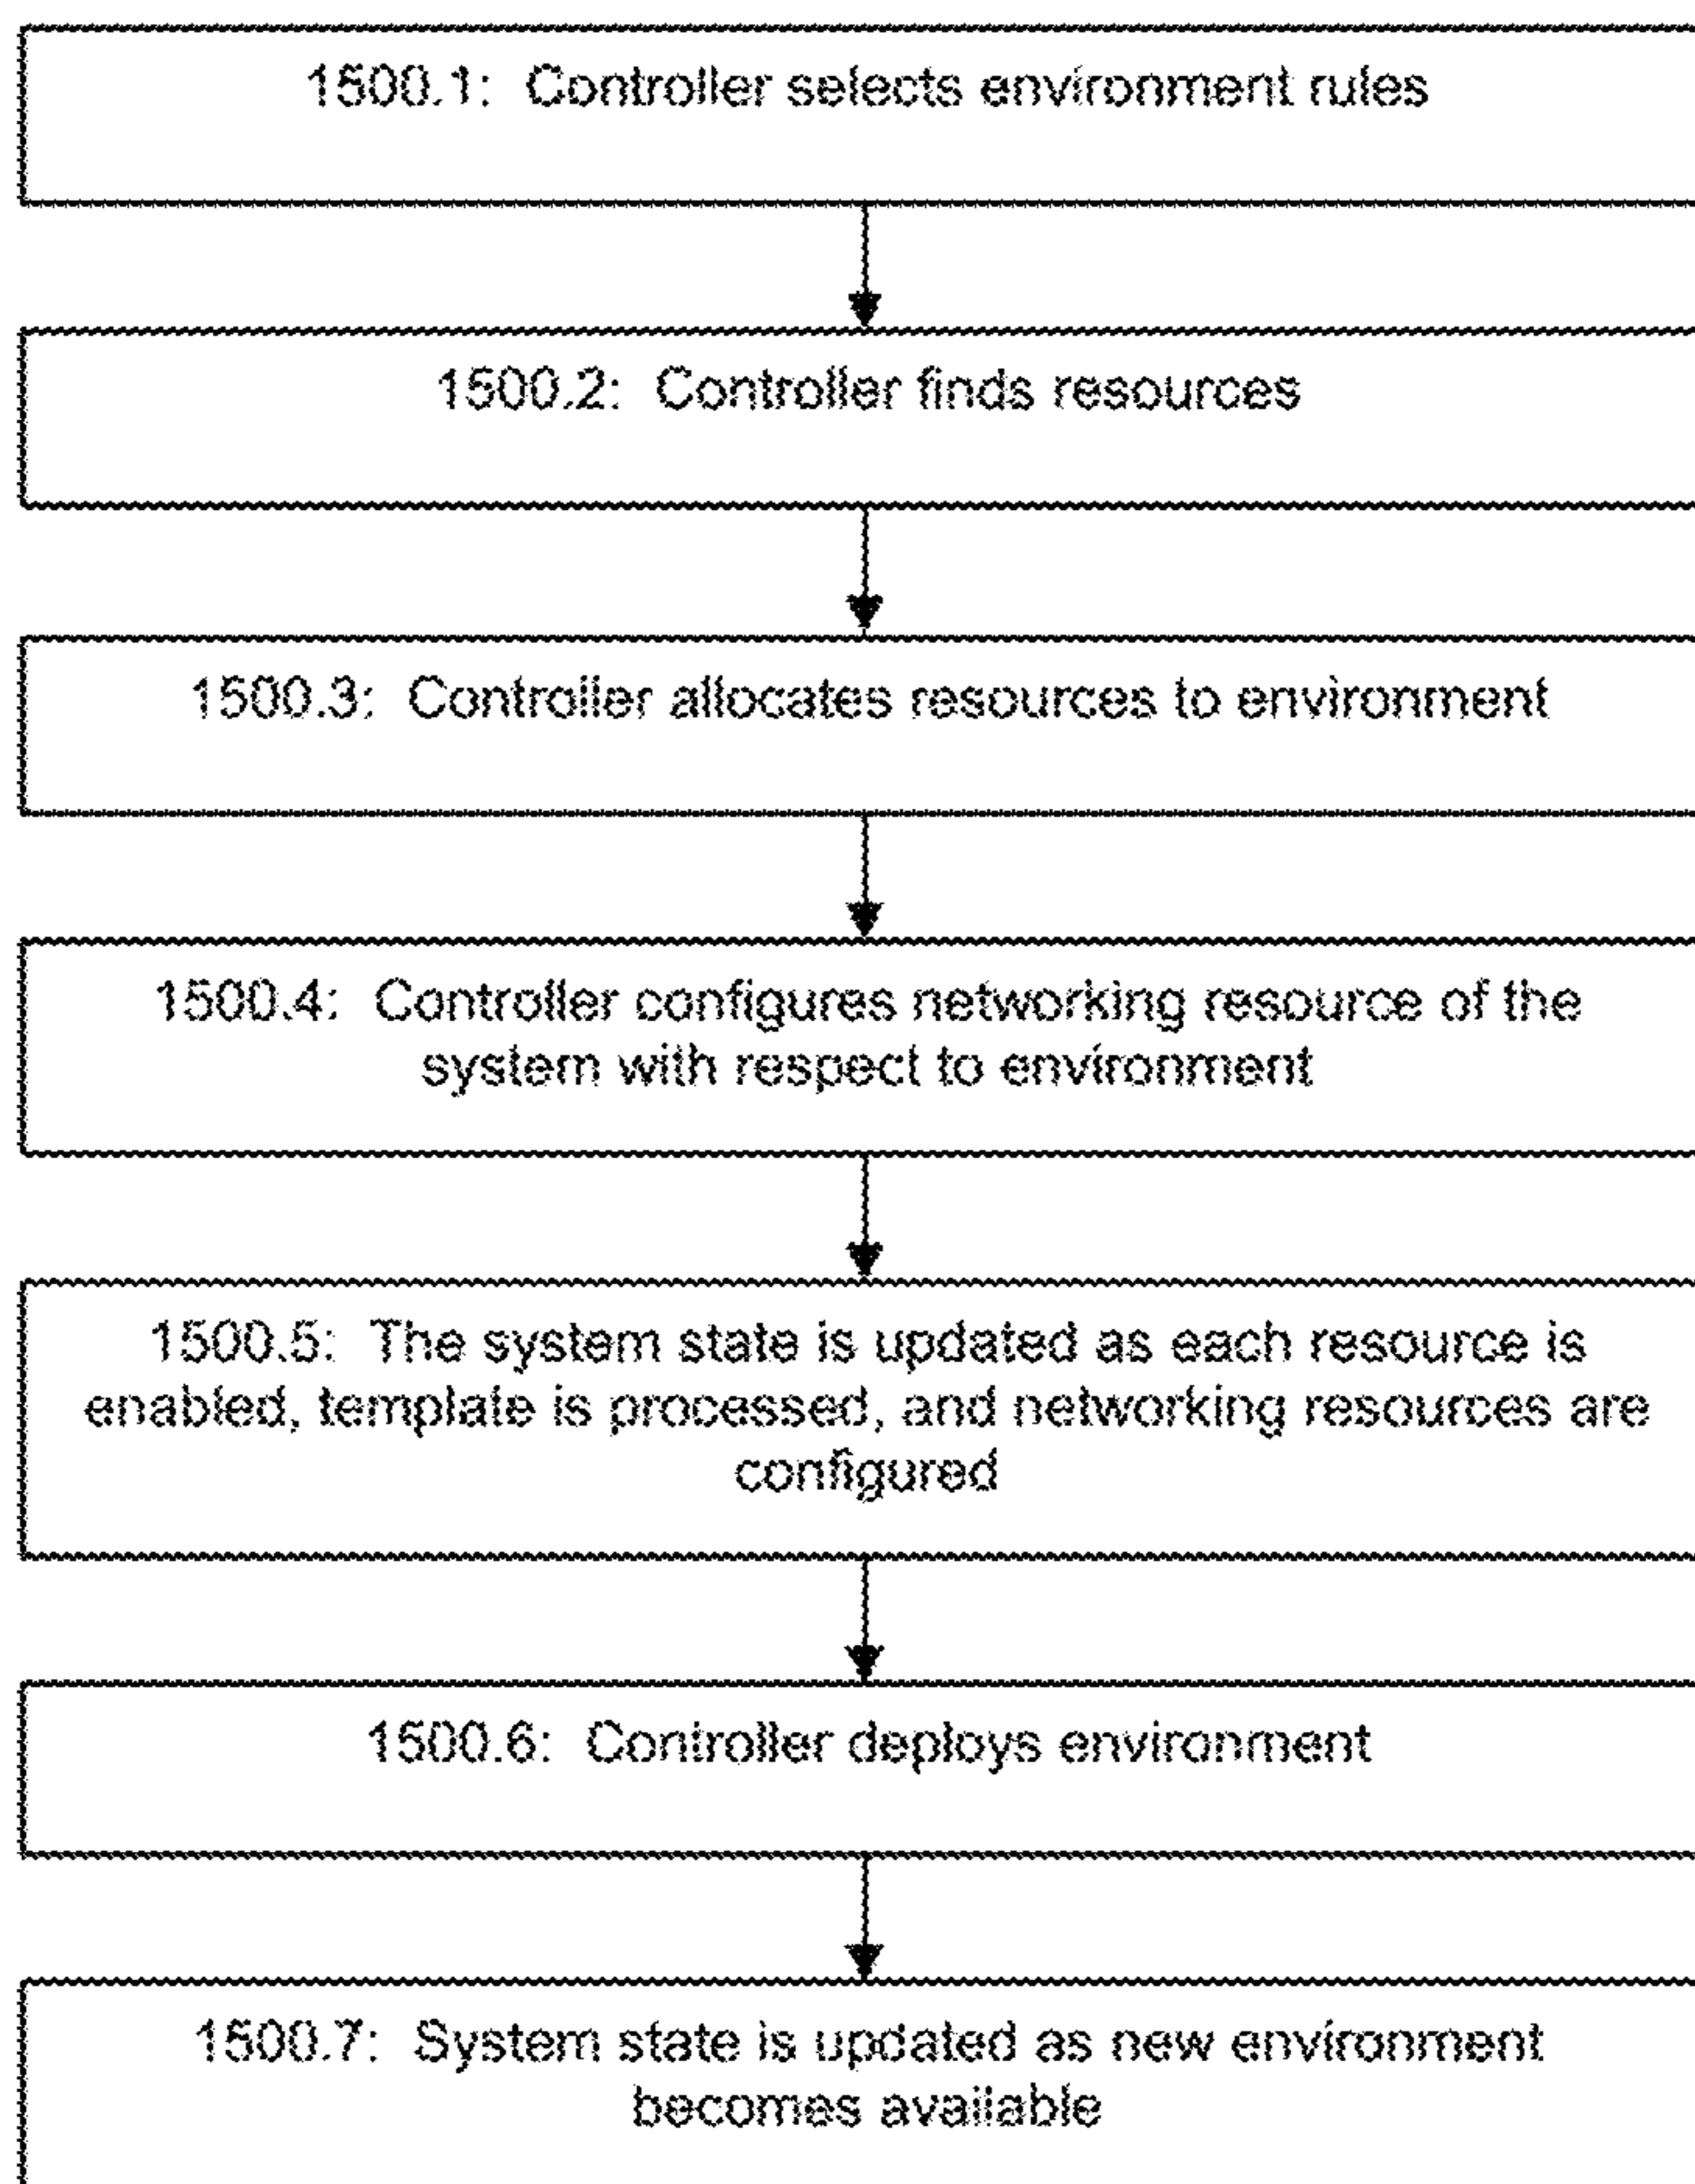 1500.1: Controller selects environment rules
1500.2: Controller finds resources
1500.3: Controller allocates resources to environment
1500.4: Controller configures networking resource of the
system with respect to environment
1500.5: The system state is updated as each resource is
enabled, template is processed, and networking resources are
configured
1500.6: Controller deploys environment
1500.7: System state is updated as new environment
becomes available